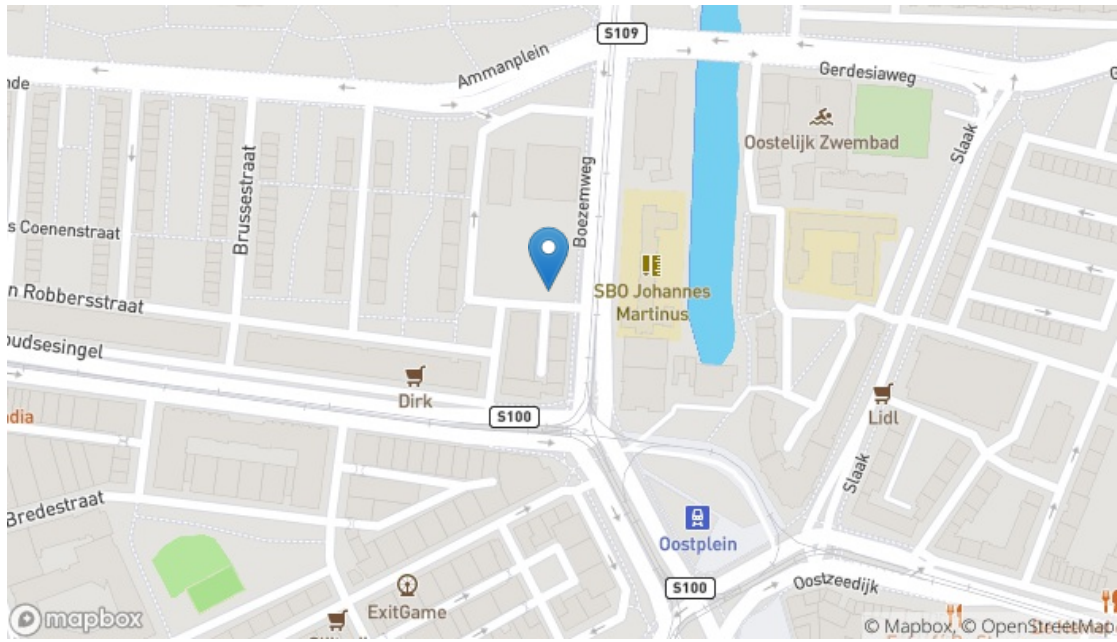 S109
Ammanplein
Gerdesiaweg
nde
Slaak
Oostelijk Zwembad
Brussestraat
Boezemweg
s Coenenstraat
SBO Johannes
Martinus
n Robbersstraat
oudsesingel
Dirk
S100
Lidl
ndia
Slaak
Bredestraat
Oostplein
S100
Oostzeedijk
ExitGame
mapbox
© Mapbox, © OpenStreetMap